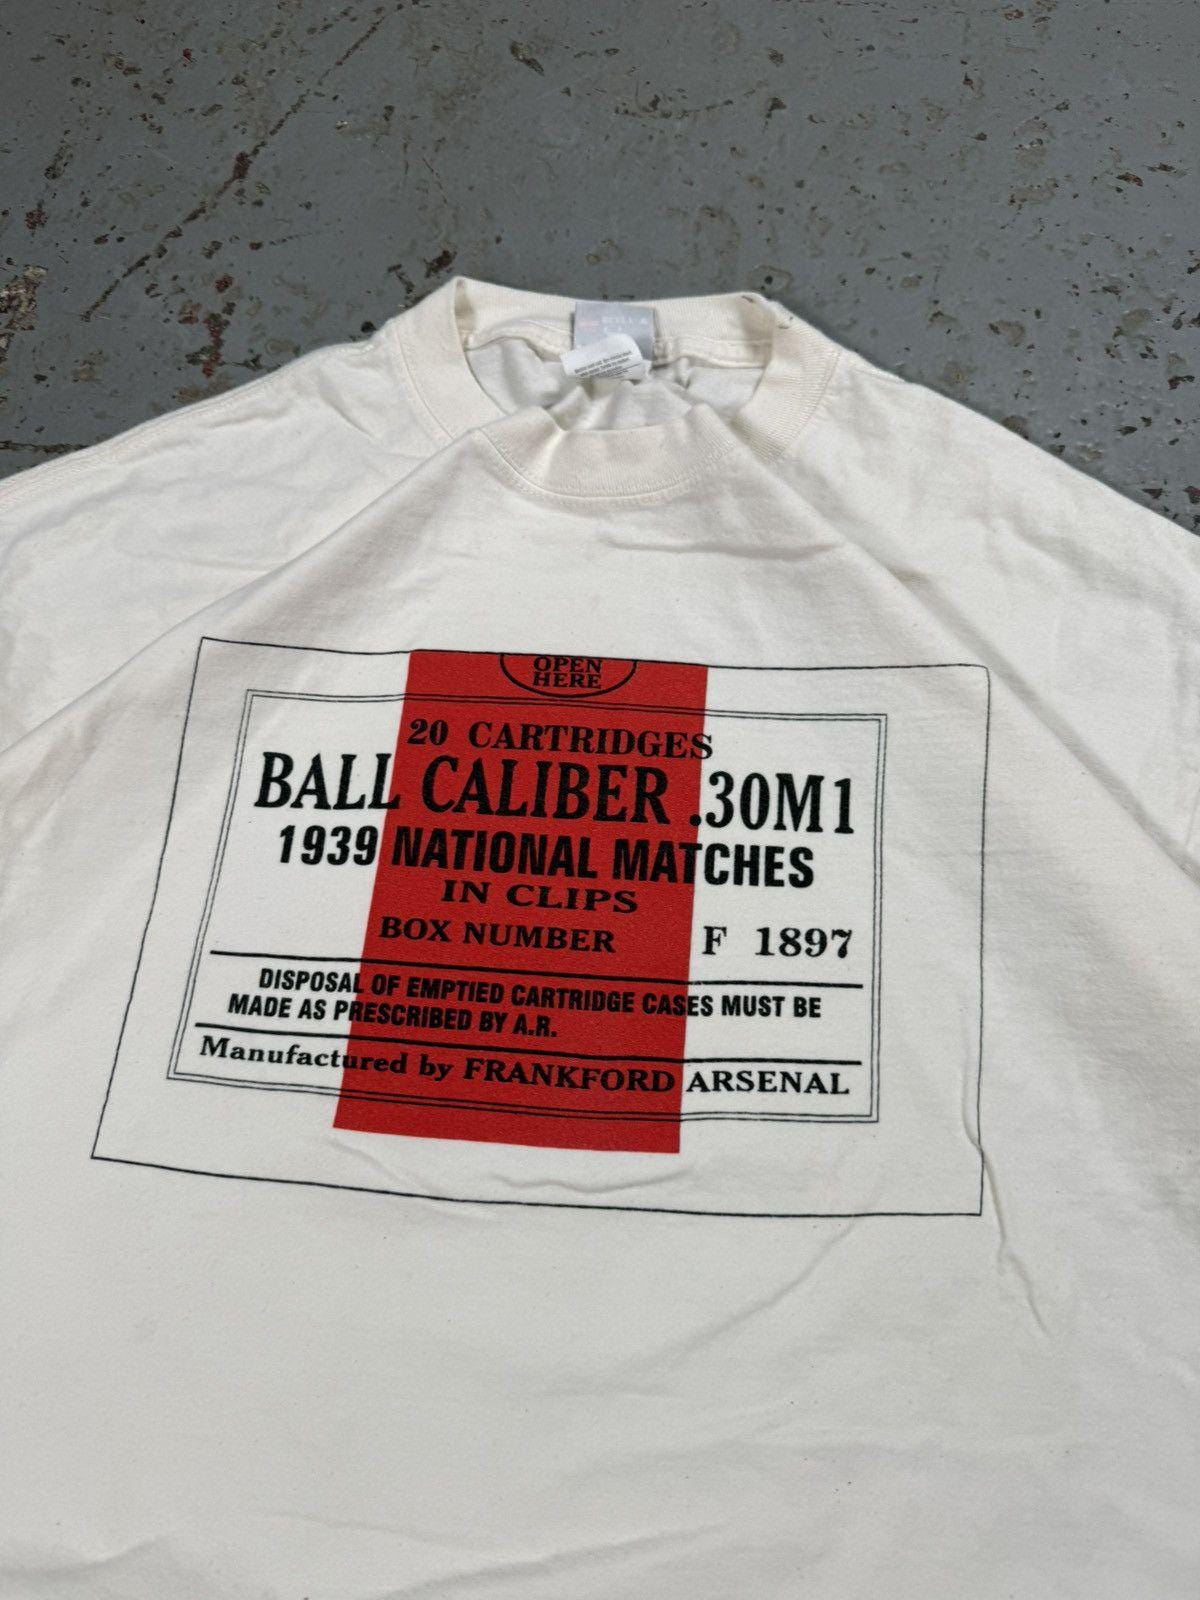 OPEN
HERE
20 CARTRIDGES
BALL CALIBER .30M1
1939 NATIONAL MATCHES
IN CLIPS
BOX NUMBER F 1897
DISPOSAL OF EMPTIED CARTRIDGE CASES MUST BE
MADE AS PRESCRIBED BY A.R.
Manufactured by FRANKFORD ARSENAL